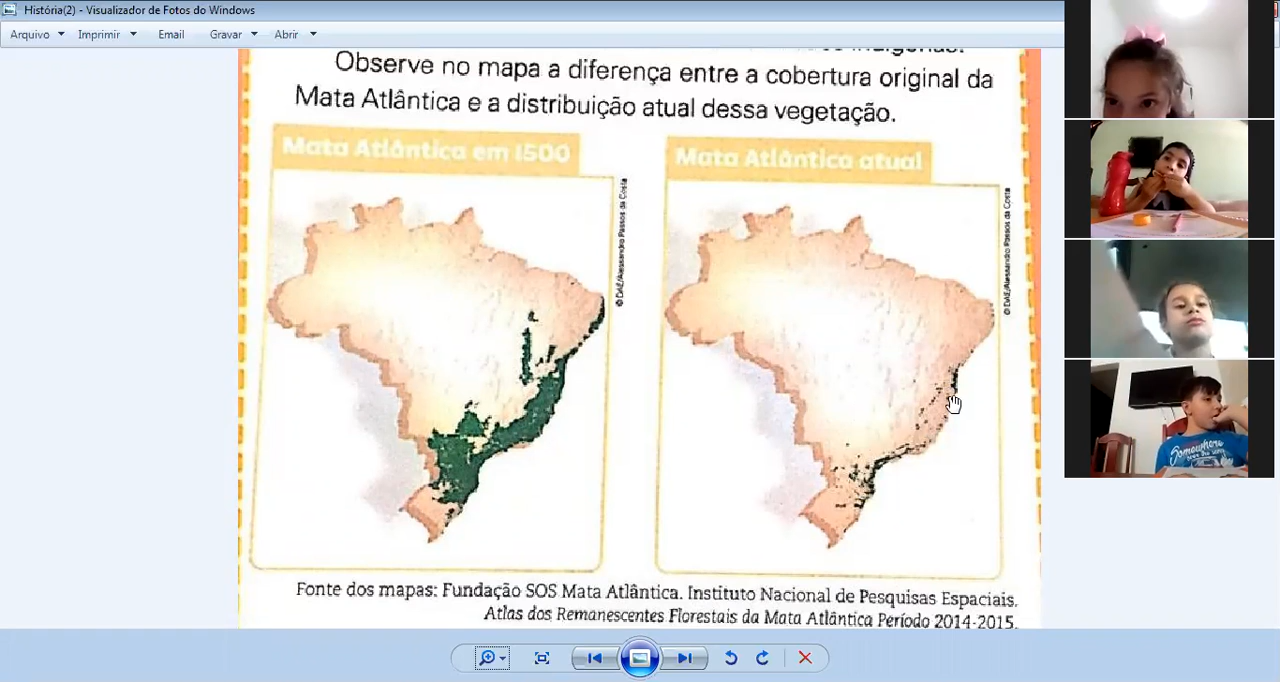 História(2) - Visualizador de Fotos do Windows
Arquivo Imprimir Email Gravar Abrir
indígenas.
Observe no mapa a diferença entre a cobertura original da
Mata Atlântica e a distribuição atual dessa vegetação.
Mata Atlântica em 1500
© DAE/Alessandro Passos da Costa
Mata Atlântica atual
© DAE/Alessandro Passos da Costa
Fonte dos mapas: Fundação SOS Mata Atlântica. Instituto Nacional de Pesquisas Espaciais.
Atlas dos Remanescentes Florestais da Mata Atlântica Período 2014-2015.
Somewhere